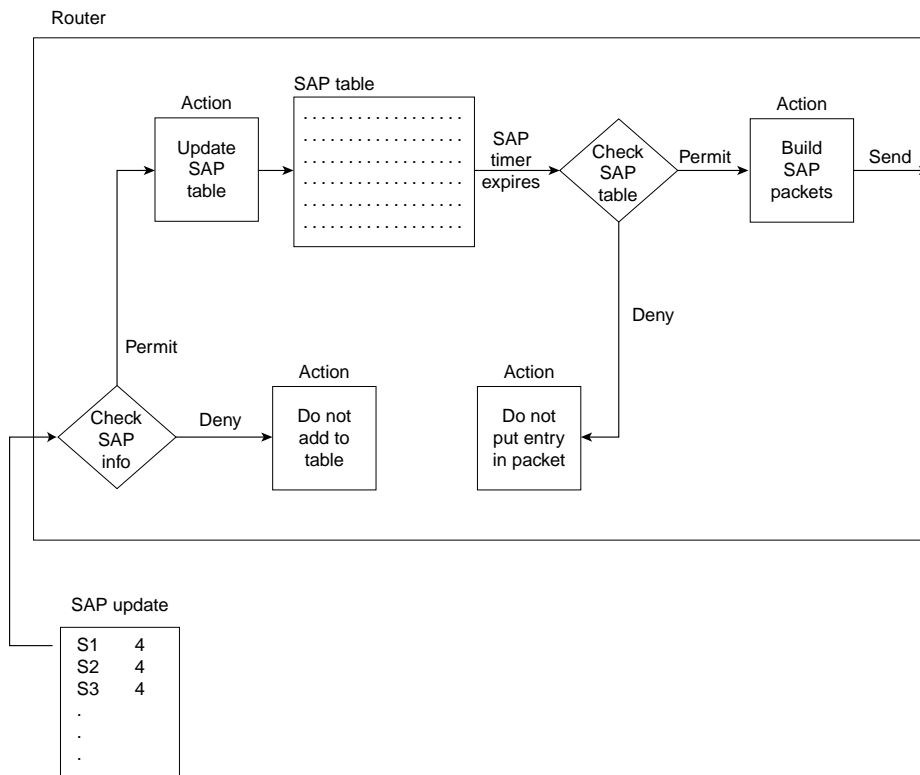 Router
Action
Update
SAP
table
SAP table
. . . . . . . . . . . . . . . . . .
. . . . . . . . . . . . . . . . . .
. . . . . . . . . . . . . . . . . .
. . . . . . . . . . . . . . . . . .
. . . . . . . . . . . . . . . . . .
. . . . . . . . . . . . . . . . . .
SAP
timer
expires
Check
SAP
table
Permit
Action
Build
SAP
packets
Send
Deny
Permit
Check
SAP
info
Deny
Action
Do not
add to
table
Action
Do not
put entry
in packet
SAP update
S1 4
S2 4
S3 4
.
.
.